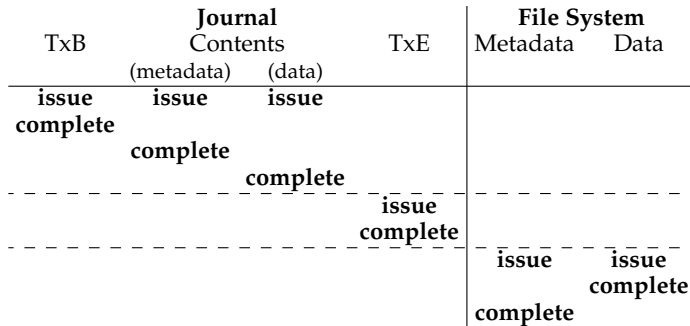 Journal File System
TxB Contents TxE Metadata Data
(metadata) (data)
issue issue issue
complete
complete
complete
issue
complete
issue issue
complete
complete